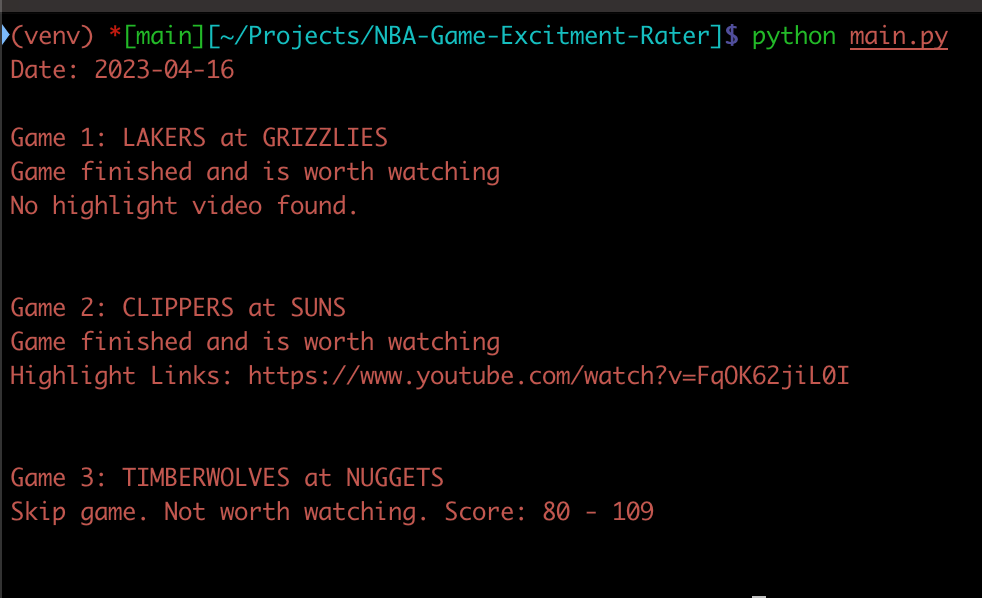 (venv) *[main][~/Projects/NBA-Game-Excitment-Rater]$ python main.py
Date: 2023-04-16
Game 1: LAKERS at GRIZZLIES
Game finished and is worth watching
No highlight video found.
Game 2: CLIPPERS at SUNS
Game finished and is worth watching
Highlight Links: https://www.youtube.com/watch?v=FqOK62jiL0I
Game 3: TIMBERWOLVES at NUGGETS
Skip game. Not worth watching. Score: 80 - 109